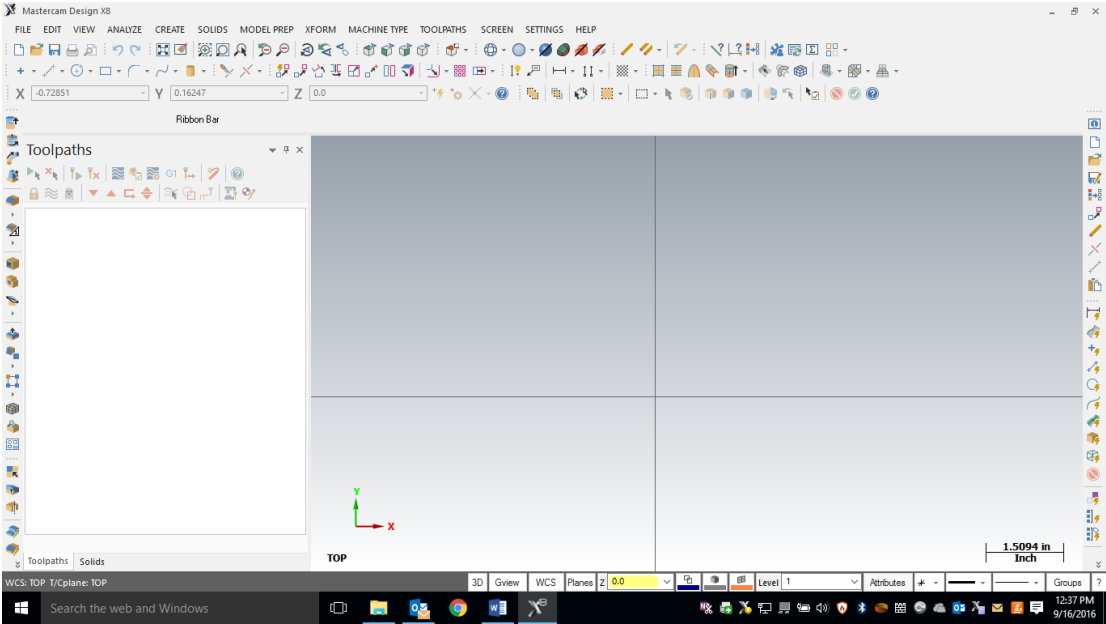 Mastercam Design X8
FILE EDIT VIEW ANALYZE CREATE SOLIDS MODEL PREP XFORM MACHINE TYPE TOOLPATHS SCREEN SETTINGS HELP
X -0.72851 Y 0.16247 Z 0.0
Ribbon Bar
Toolpaths
G1
Y
X
TOP
1.5094 in
Inch
Toolpaths Solids
WCS: TOP T/Cplane: TOP 3D Gview WCS Planes Z 0.0 Level 1 Attributes Groups ?
Search the web and Windows
12:37 PM
9/16/2016